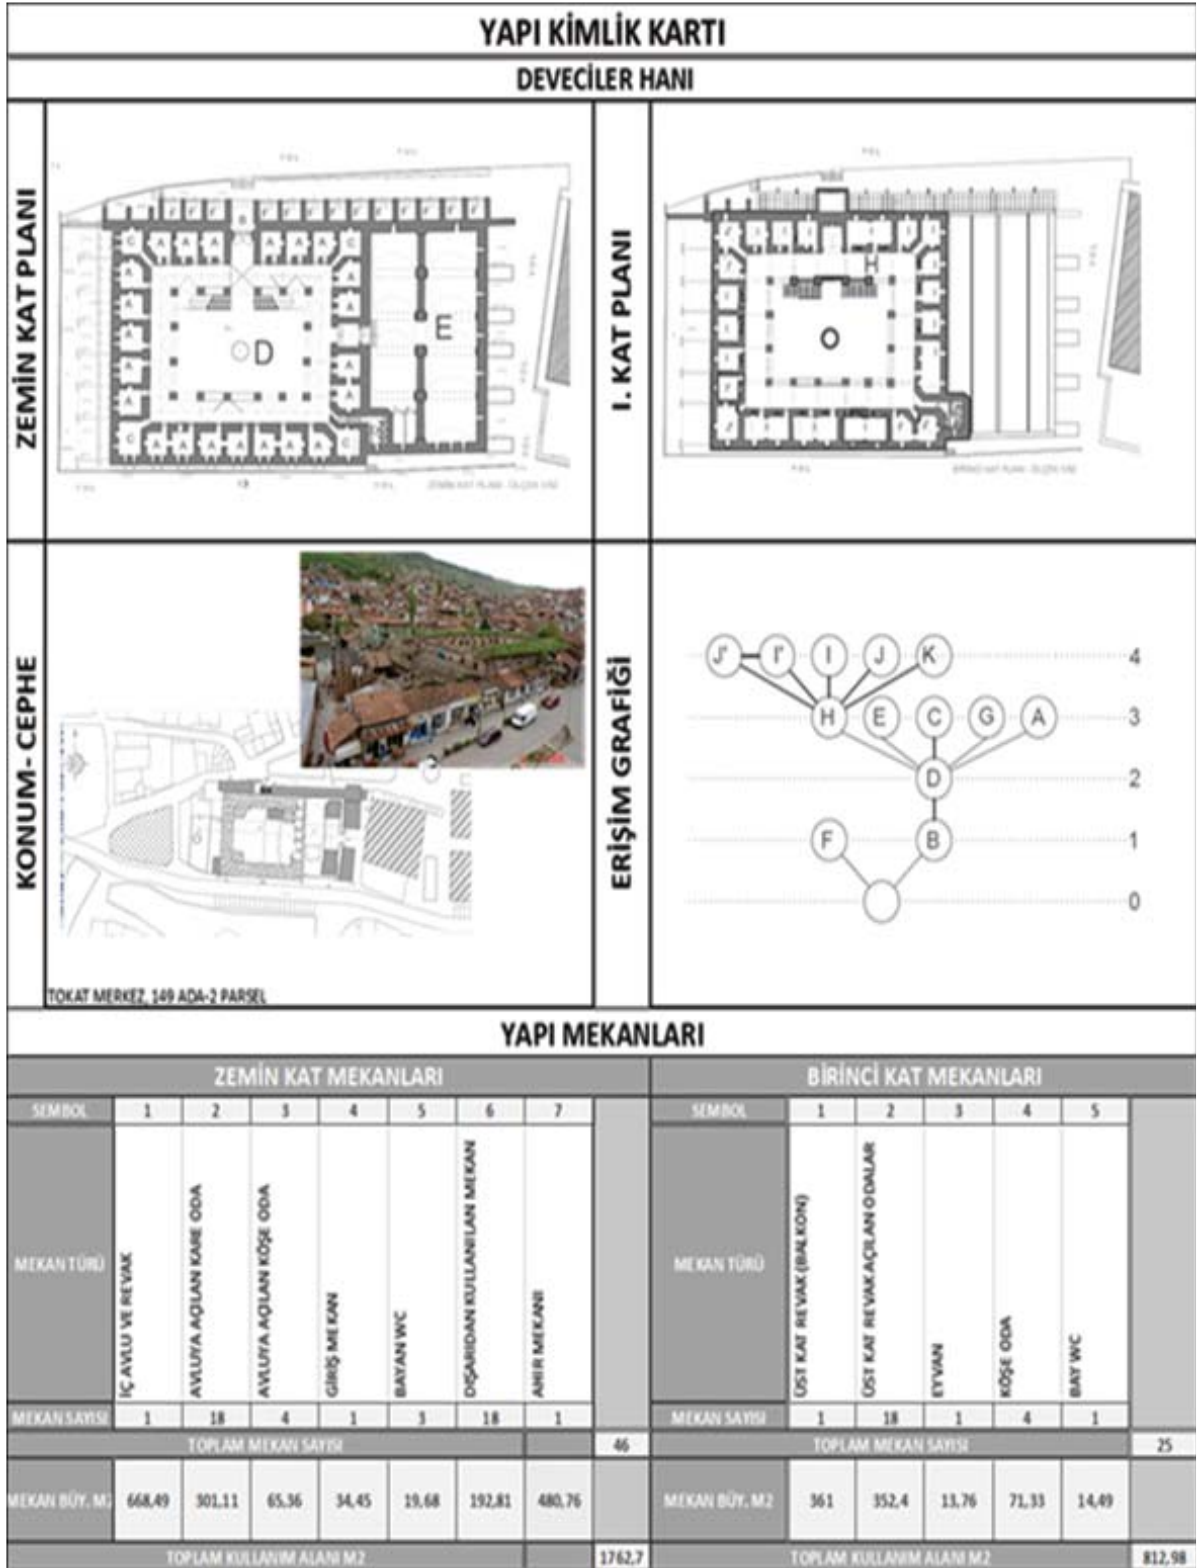 YAPI KİMLİK KARTI
DEVECİLER HANI
ZEMİN KAT PLANI
C A A A B A A A C
A A
A A
D E
A A
A A
C A A A A A A A C
I. KAT PLANI
H
O
KONUM- CEPHE
TOKAT MERKEZ, 149 ADA-2 PARSEL
ERİŞİM GRAFİĞİ
J' I' I J K 4
H E C G A 3
D 2
F B 1
0
YAPI MEKANLARI
ZEMİN KAT MEKANLARI
SEMBOL 1 2 3 4 5 6 7
MEKAN TÜRÜ
İÇ AVLU VE REVAK
AVLUYA AÇILAN KARE ODA
AVLUYA AÇILAN KÖŞE ODA
GİRİŞ MEKAN
BAYAN WC
DIŞARIDAN KULLANILAN MEKAN
AHIR MEKANI
MEKAN SAYISI 1 18 4 1 3 18 1
TOPLAM MEKAN SAYISI 46
MEKAN BÜY. M2 668,49 301,11 65,36 34,45 19,68 192,81 480,76
TOPLAM KULLANIM ALANI M2 1762,7
BİRİNCİ KAT MEKANLARI
SEMBOL 1 2 3 4 5
MEKAN TÜRÜ
ÜST KAT REVAK (BALKON)
ÜST KAT REVAK AÇILAN ODALAR
EYVAN
KÖŞE ODA
BAY WC
MEKAN SAYISI 1 18 1 4 1
TOPLAM MEKAN SAYISI 25
MEKAN BÜY. M2 361 352,4 13,76 71,33 14,49
TOPLAM KULLANIM ALANI M2 812,98